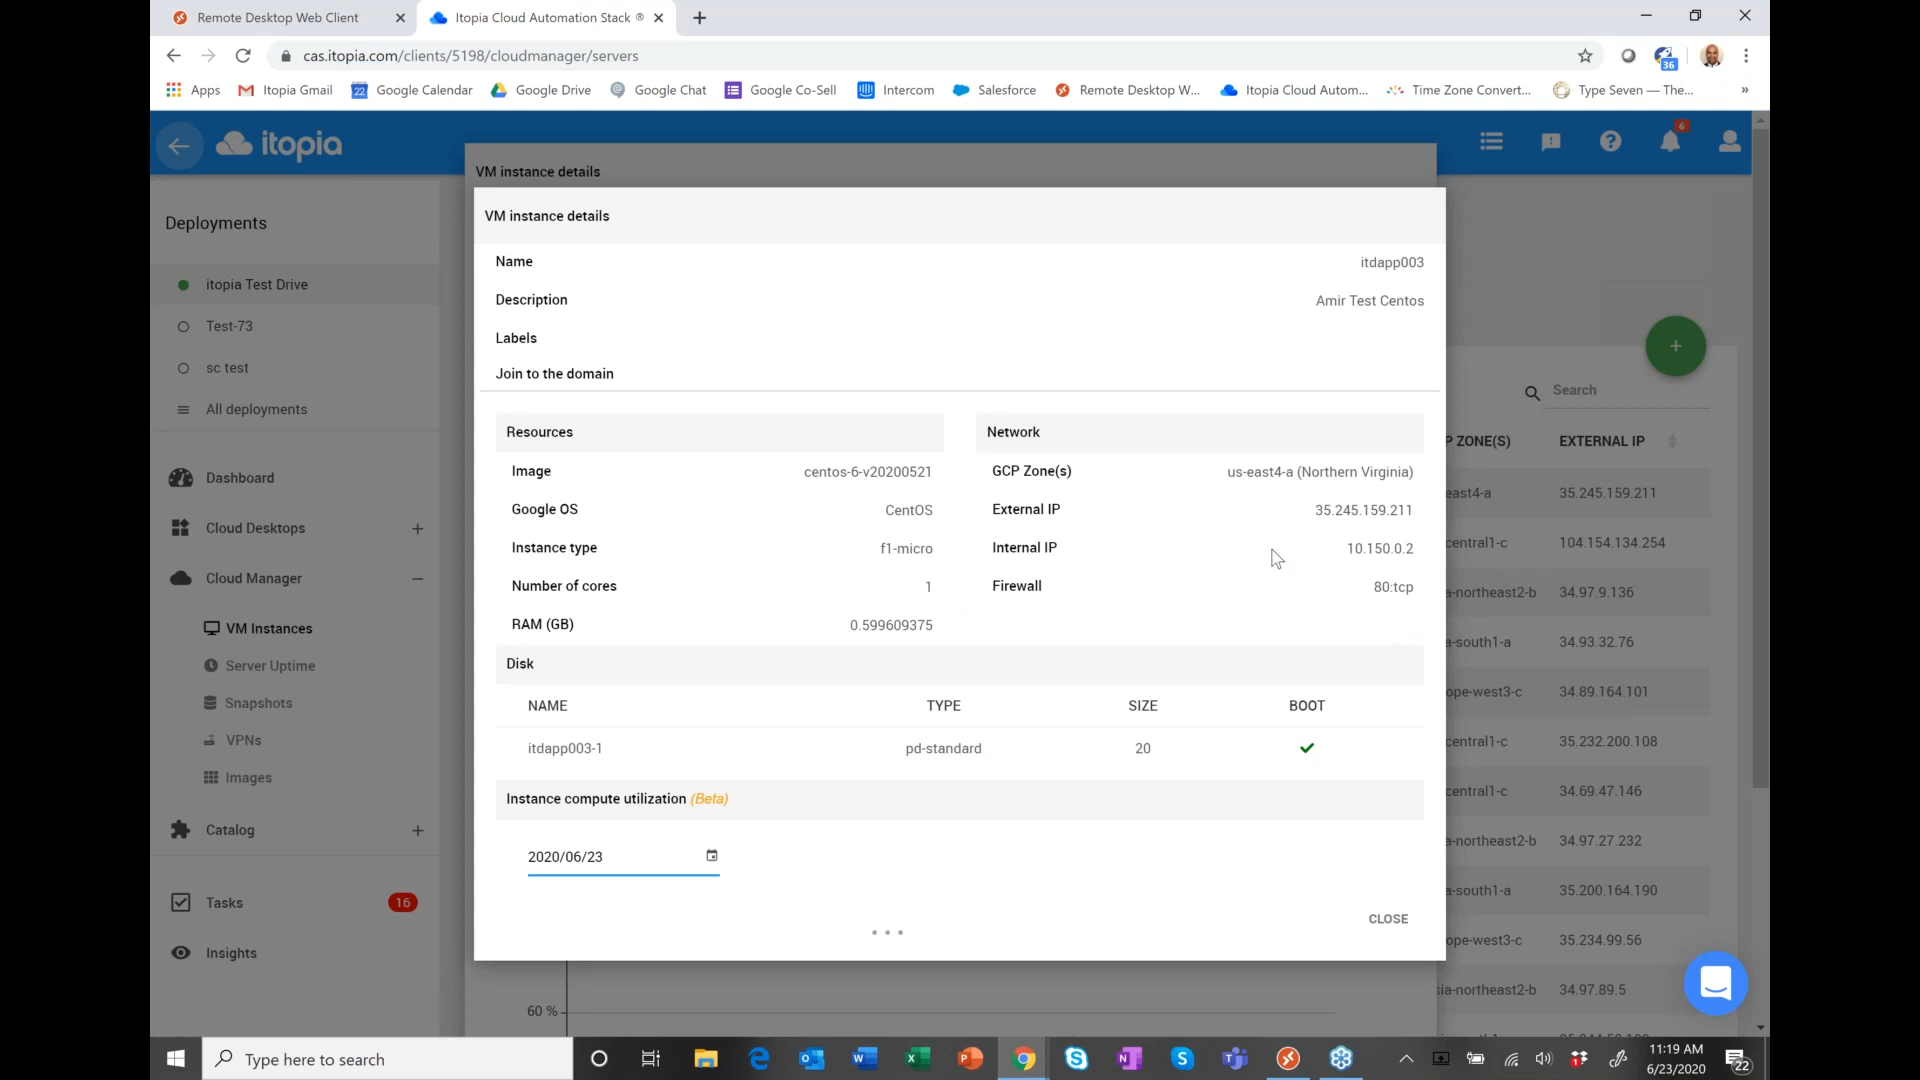 Remote Desktop Web Client
Itopia Cloud Automation Stack ®
cas.itopia.com/clients/5198/cloudmanager/servers
36
Apps
Itopia Gmail
22
Google Calendar
Google Drive
Google Chat
Google Co-Sell
Intercom
Salesforce
Remote Desktop W...
Itopia Cloud Autom...
Time Zone Convert...
Type Seven — The...
»
itopia
6
VM instance details
Deployments
itopia Test Drive
Test-73
sc test
All deployments
Dashboard
Cloud Desktops +
Cloud Manager −
VM Instances
Server Uptime
Snapshots
VPNs
Images
Catalog +
Tasks 16
Insights
VM instance details
Name itdapp003
Description Amir Test Centos
Labels
Join to the domain
Resources
Image centos-6-v20200521
Google OS CentOS
Instance type f1-micro
Number of cores 1
RAM (GB) 0.599609375
Network
GCP Zone(s) us-east4-a (Northern Virginia)
External IP 35.245.159.211
Internal IP 10.150.0.2
Firewall 80:tcp
Disk
NAME TYPE SIZE BOOT
itdapp003-1 pd-standard 20
Instance compute utilization (Beta)
2020/06/23
CLOSE
60 %
+
Search
P ZONE(S) EXTERNAL IP
east4-a 35.245.159.211
central1-c 104.154.134.254
a-northeast2-b 34.97.9.136
a-south1-a 34.93.32.76
ope-west3-c 34.89.164.101
central1-c 35.232.200.108
central1-c 34.69.47.146
a-northeast2-b 34.97.27.232
a-south1-a 35.200.164.190
ope-west3-c 35.234.99.56
sia-northeast2-b 34.97.89.5
Type here to search
11:19 AM
6/23/2020
22